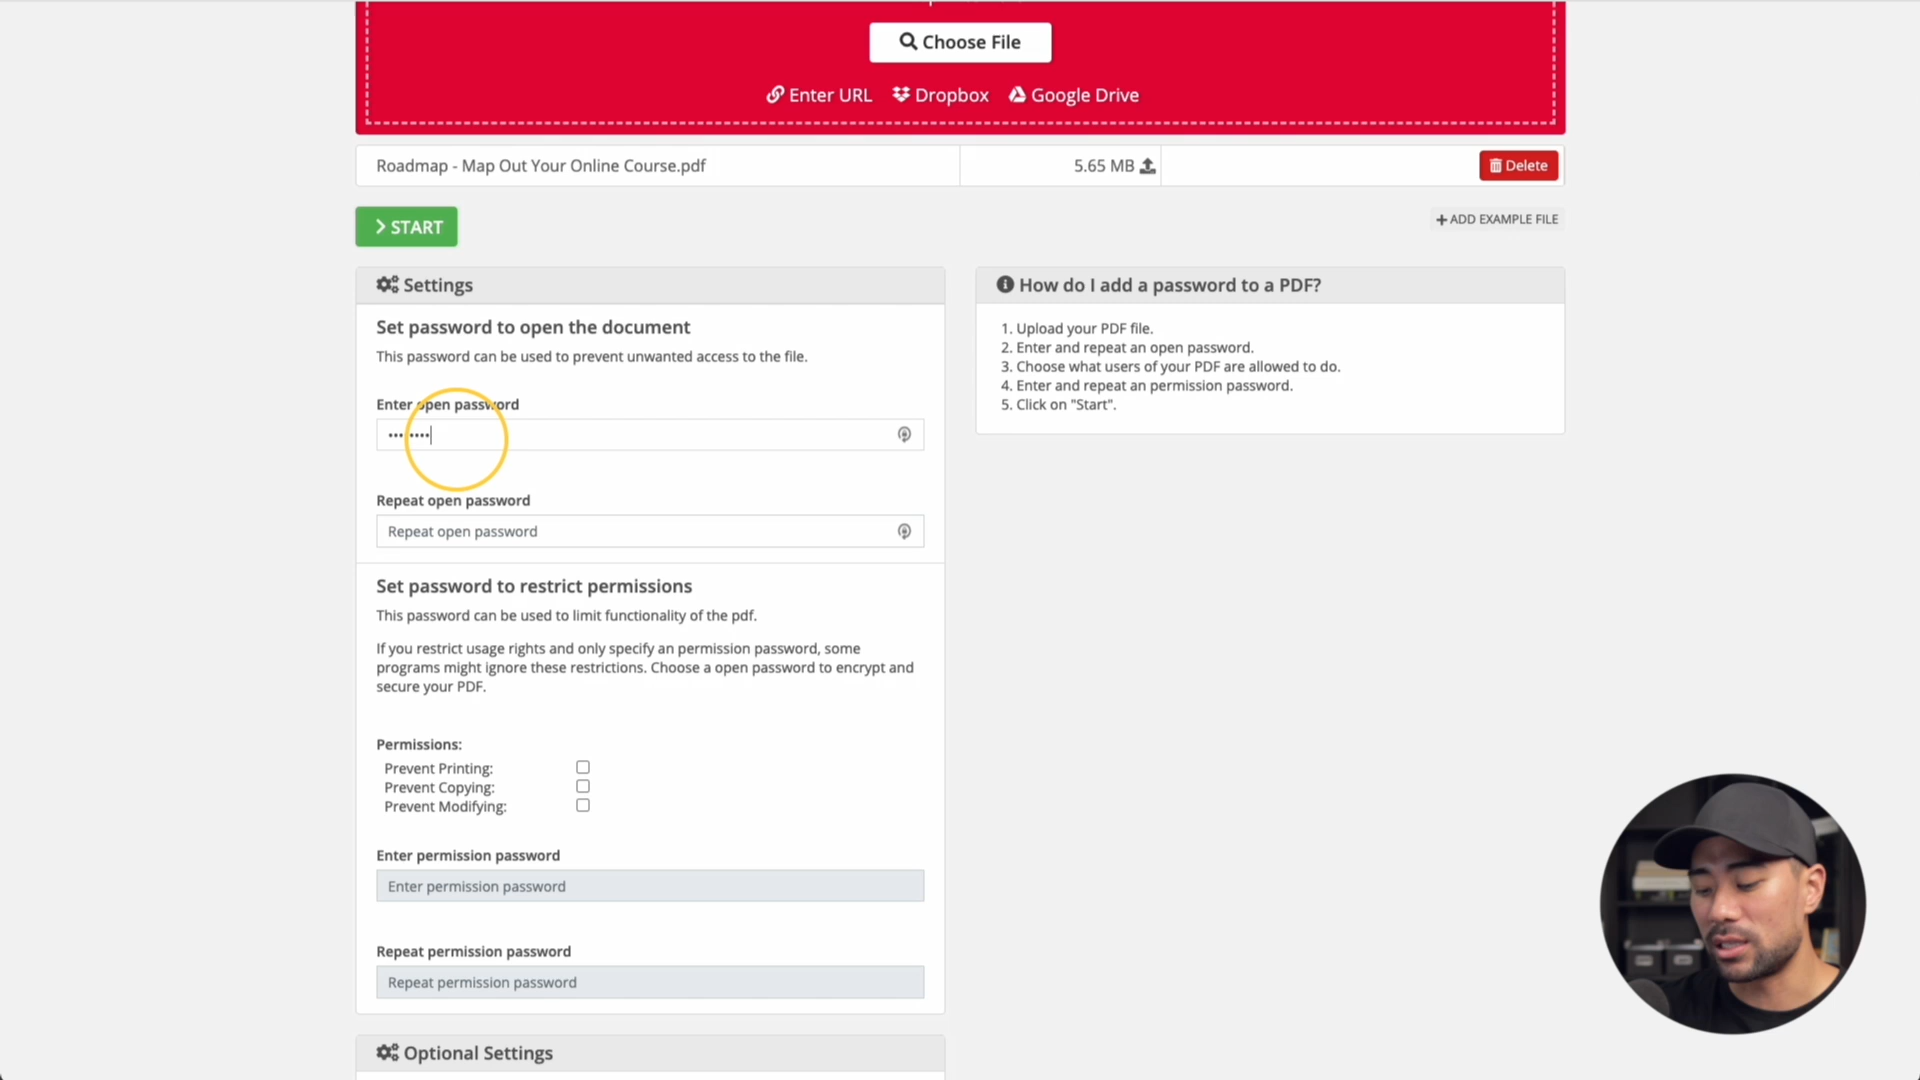 Choose File
Enter URL Dropbox Google Drive
Roadmap - Map Out Your Online Course.pdf 5.65 MB Delete
START
ADD EXAMPLE FILE
Settings
Set password to open the document
This password can be used to prevent unwanted access to the file.
Enter open password
Repeat open password
Repeat open password
Set password to restrict permissions
This password can be used to limit functionality of the pdf.
If you restrict usage rights and only specify an permission password, some
programs might ignore these restrictions. Choose a open password to encrypt and
secure your PDF.
Permissions:
Prevent Printing:
Prevent Copying:
Prevent Modifying:
Enter permission password
Enter permission password
Repeat permission password
Repeat permission password
Optional Settings
How do I add a password to a PDF?
1. Upload your PDF file.
2. Enter and repeat an open password.
3. Choose what users of your PDF are allowed to do.
4. Enter and repeat an permission password.
5. Click on "Start".